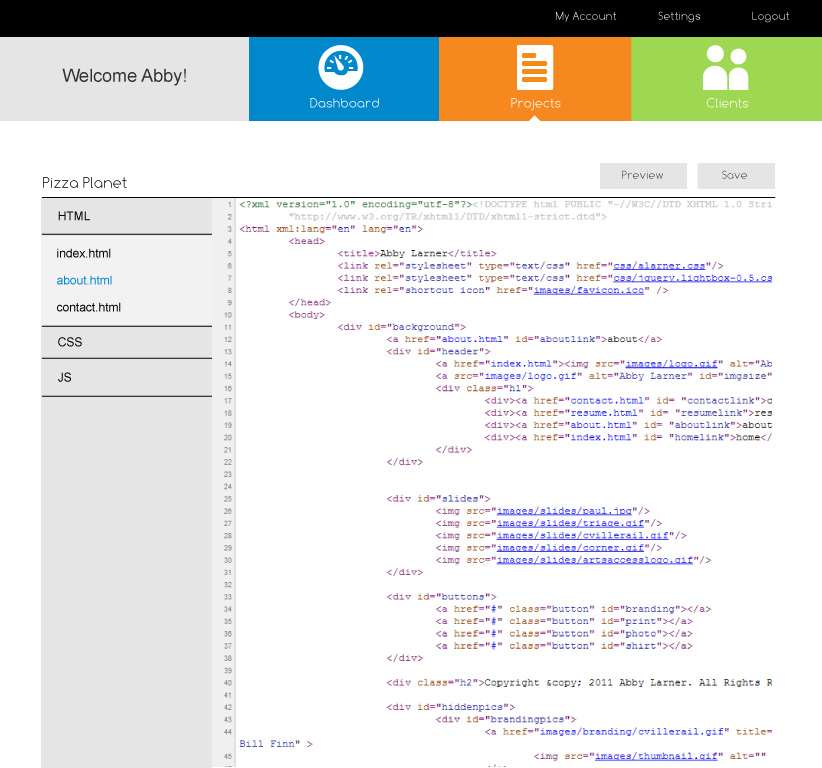 My Account Settings Logout
Welcome Abby!
Dashboard
Projects
Clients
Pizza Planet
Preview
Save
HTML
index.html
about.html
contact.html
CSS
JS
1 <?xml version="1.0" encoding="utf-8"?><!DOCTYPE html PUBLIC "-//W3C//DTD XHTML 1.0 Stri
2 "http://www.w3.org/TR/xhtml1/DTD/xhtml1-strict.dtd">
3 <html xml:lang="en" lang="en">
4 <head>
5 <title>Abby Larner</title>
6 <link rel="stylesheet" type="text/css" href="css/alarner.css"/>
7 <link rel="stylesheet" type="text/css" href="css/jquery.lightbox-0.5.cs
8 <link rel="shortcut icon" href="images/favicon.ico" />
9 </head>
10 <body>
11 <div id="background">
12 <a href="about.html" id="aboutlink">about</a>
13 <div id="header">
14 <a href="index.html"><img src="images/logo.gif" alt="Ab
15 <a src="images/logo.gif" alt="Abby Larner" id="imgsize"
16 <div class="h1">
17 <div><a href="contact.html" id= "contactlink">c
18 <div><a href="resume.html" id= "resumelink">res
19 <div><a href="about.html" id= "aboutlink">about
20 <div><a href="index.html" id= "homelink">home</
21 </div>
22 </div>
23
24
25 <div id="slides">
26 <img src="images/slides/paul.jpg"/>
27 <img src="images/slides/triage.gif"/>
28 <img src="images/slides/cvillerail.gif/>
29 <img src="images/slides/corner.gif"/>
30 <img src="images/slides/artsaccesslogo.gif"/>
31 </div>
32
33 <div id="buttons">
34 <a href="#" class="button" id="branding"></a>
35 <a href="#" class="button" id="print"></a>
36 <a href="#" class="button" id="photo"></a>
37 <a href="#" class="button" id="shirt"></a>
38 </div>
39
40 <div class="h2">Copyright &copy; 2011 Abby Larner. All Rights R
41
42 <div id="hiddenpics">
43 <div id="brandingpics">
44 <a href="images/branding/cvillerail.gif" title=
Bill Finn" >
45 <img src="images/thumbnail.gif" alt=""